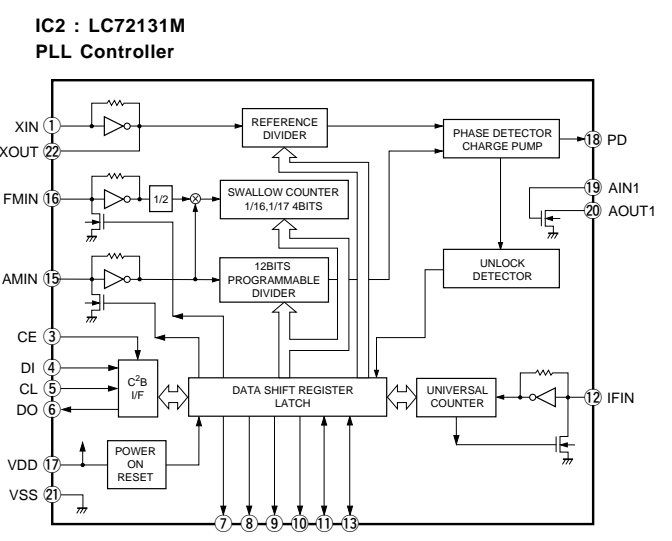 IC2 : LC72131M
PLL Controller
XIN 1
XOUT 22
REFERENCE
DIVIDER
PHASE DETECTOR
CHARGE PUMP
18 PD
19 AIN1
20 AOUT1
FMIN 16
1/2
SWALLOW COUNTER
1/16,1/17 4BITS
AMIN 15
12BITS
PROGRAMMABLE
DIVIDER
UNLOCK
DETECTOR
CE 3
DI 4
CL 5
DO 6
C2B
I/F
DATA SHIFT REGISTER
LATCH
UNIVERSAL
COUNTER
12 IFIN
VDD 17
POWER
ON
RESET
VSS 21
7 8 9 10 11 13